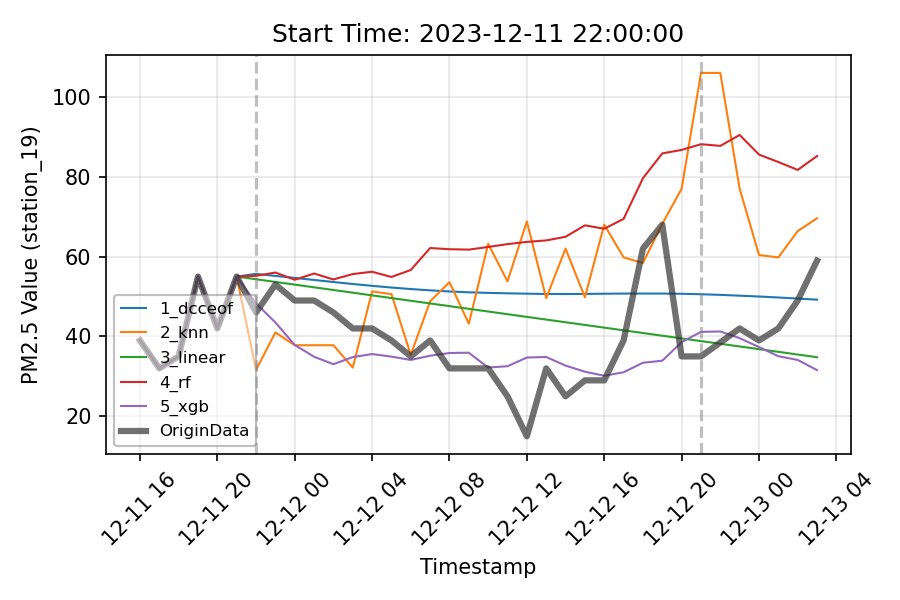 Start Time: 2023-12-11 22:00:00
PM2.5 Value (station_19)
100
80
60
40
20
1_dcceof
2_knn
3_linear
4_rf
5_xgb
OriginData
12-11 16
12-11 20
12-12 00
12-12 04
12-12 08
12-12 12
12-12 16
12-12 20
12-13 00
12-13 04
Timestamp